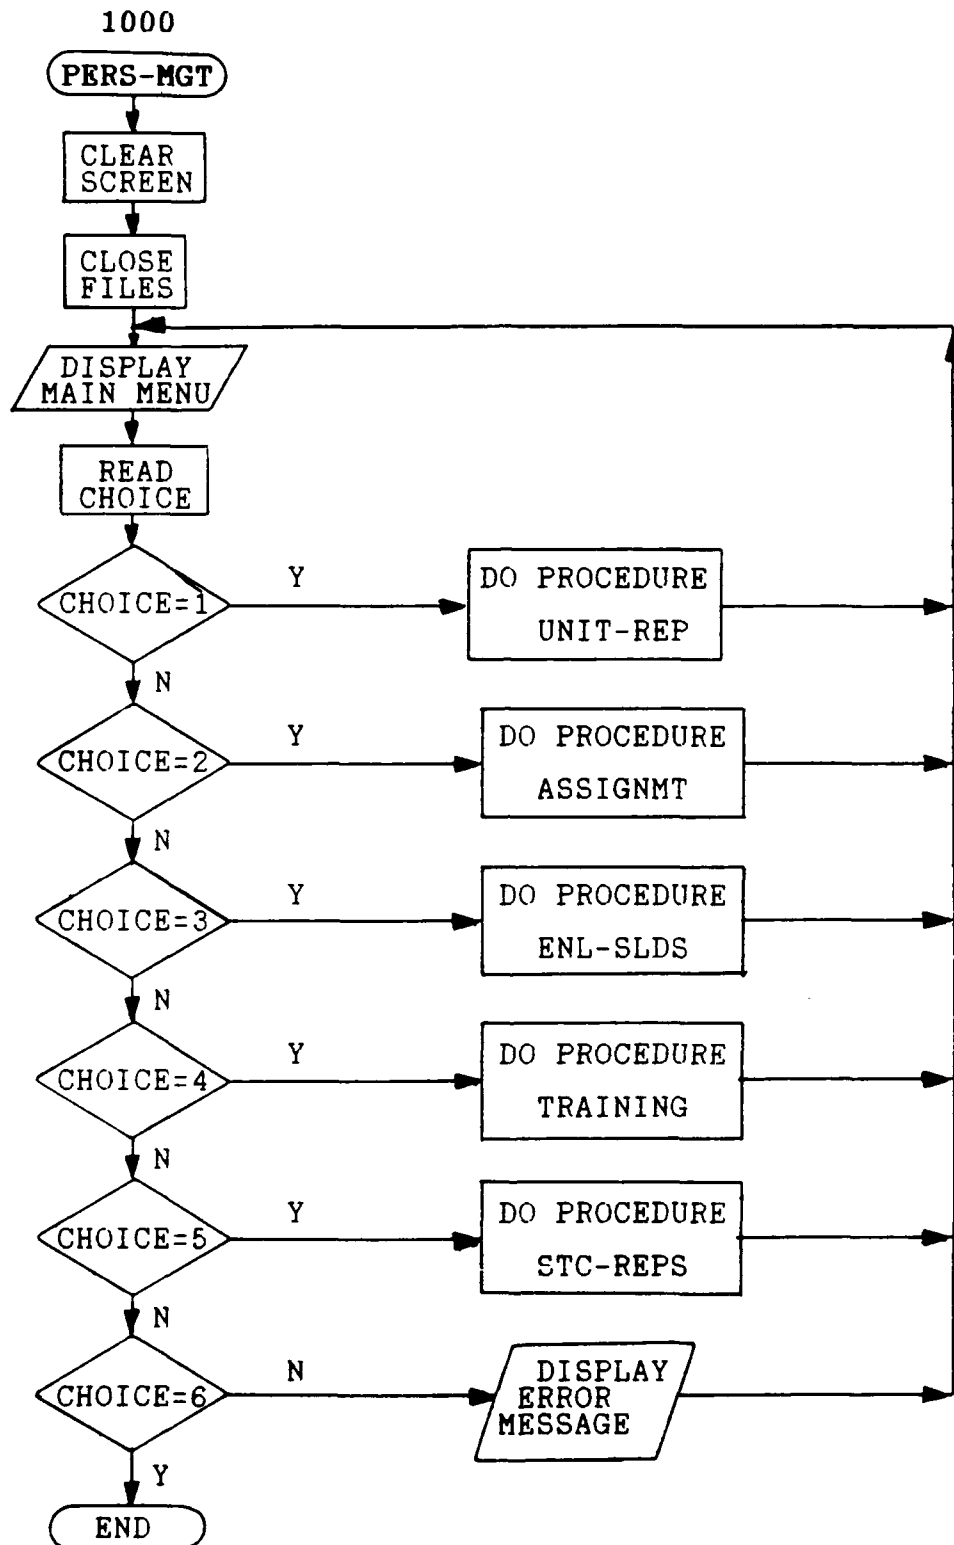 1000
PERS-MGT
CLEAR
SCREEN
CLOSE
FILES
DISPLAY
MAIN MENU
READ
CHOICE
CHOICE=1
Y
DO PROCEDURE
UNIT-REP
N
CHOICE=2
Y
DO PROCEDURE
ASSIGNMT
N
CHOICE=3
Y
DO PROCEDURE
ENL-SLDS
N
CHOICE=4
Y
DO PROCEDURE
TRAINING
N
CHOICE=5
Y
DO PROCEDURE
STC-REPS
N
CHOICE=6
N
DISPLAY
ERROR
MESSAGE
Y
END